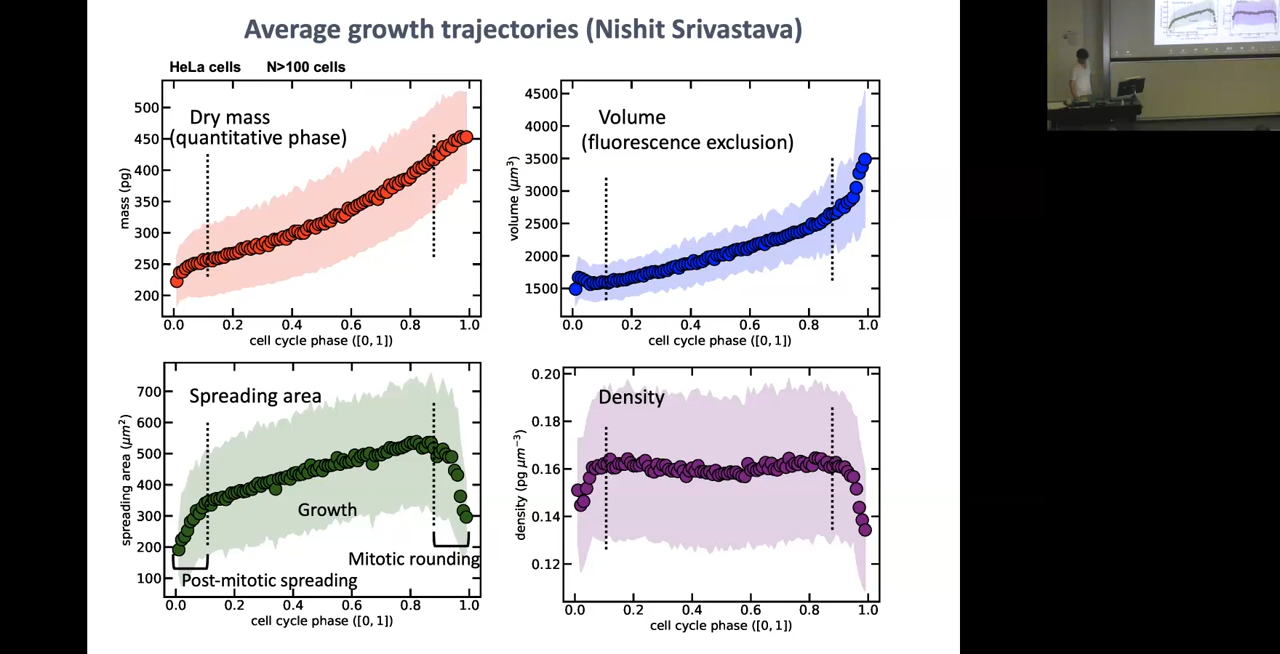 Average growth trajectories (Nishit Srivastava)
HeLa cells N>100 cells
Dry mass
(quantitative phase)
mass (pg)
500
450
400
350
300
250
200
0.0 0.2 0.4 0.6 0.8 1.0
cell cycle phase ([0, 1])
Volume
(fluorescence exclusion)
volume (μm³)
4500
4000
3500
3000
2500
2000
1500
0.0 0.2 0.4 0.6 0.8 1.0
cell cycle phase ([0, 1])
Spreading area
spreading area (μm²)
700
600
500
400
300
200
100
Growth
Mitotic rounding
Post-mitotic spreading
0.0 0.2 0.4 0.6 0.8 1.0
cell cycle phase ([0, 1])
Density
density (pg μm⁻³)
0.20
0.18
0.16
0.14
0.12
0.0 0.2 0.4 0.6 0.8 1.0
cell cycle phase ([0, 1])